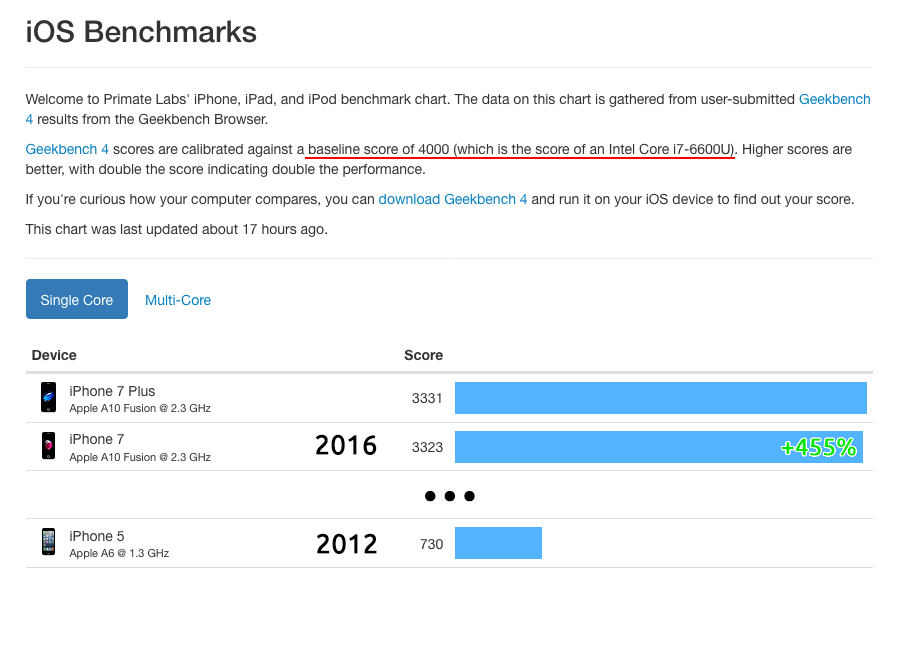 iOS Benchmarks
Welcome to Primate Labs' iPhone, iPad, and iPod benchmark chart. The data on this chart is gathered from user-submitted Geekbench
4 results from the Geekbench Browser.
Geekbench 4 scores are calibrated against a baseline score of 4000 (which is the score of an Intel Core i7-6600U). Higher scores are
better, with double the score indicating double the performance.
If you're curious how your computer compares, you can download Geekbench 4 and run it on your iOS device to find out your score.
This chart was last updated about 17 hours ago.
Single Core Multi-Core
Device Score
iPhone 7 Plus
Apple A10 Fusion @ 2.3 GHz
3331
iPhone 7
Apple A10 Fusion @ 2.3 GHz
2016 3323 +455%
•••
iPhone 5
Apple A6 @ 1.3 GHz
2012 730